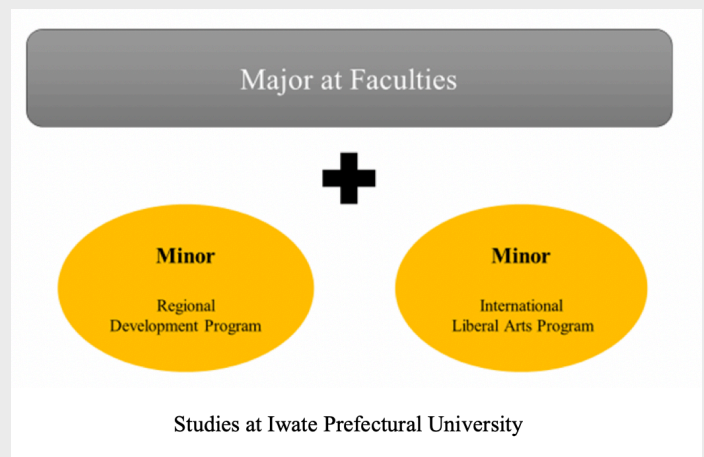 Major at Faculties
Minor
Regional
Development Program
Minor
International
Liberal Arts Program
Studies at Iwate Prefectural University